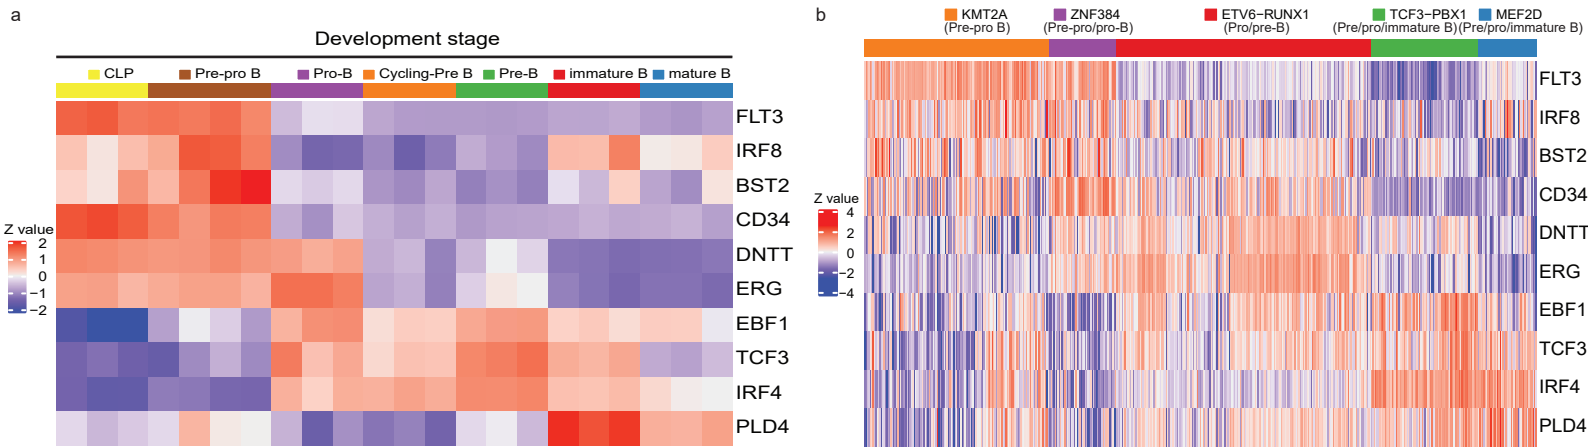 a
Development stage
CLP
Pre-pro B
Pro-B
Cycling-Pre B
Pre-B
immature B
mature B
FLT3
IRF8
BST2
CD34
DNTT
ERG
EBF1
TCF3
IRF4
PLD4
Z value
2
1
0
−1
−2
b
KMT2A
(Pre-pro B)
ZNF384
(Pre-pro/pro-B)
ETV6−RUNX1
(Pro/pre-B)
TCF3−PBX1
(Pre/pro/immature B)
MEF2D
(Pre/pro/immature B)
FLT3
IRF8
BST2
CD34
DNTT
ERG
EBF1
TCF3
IRF4
PLD4
Z value
4
2
0
−2
−4